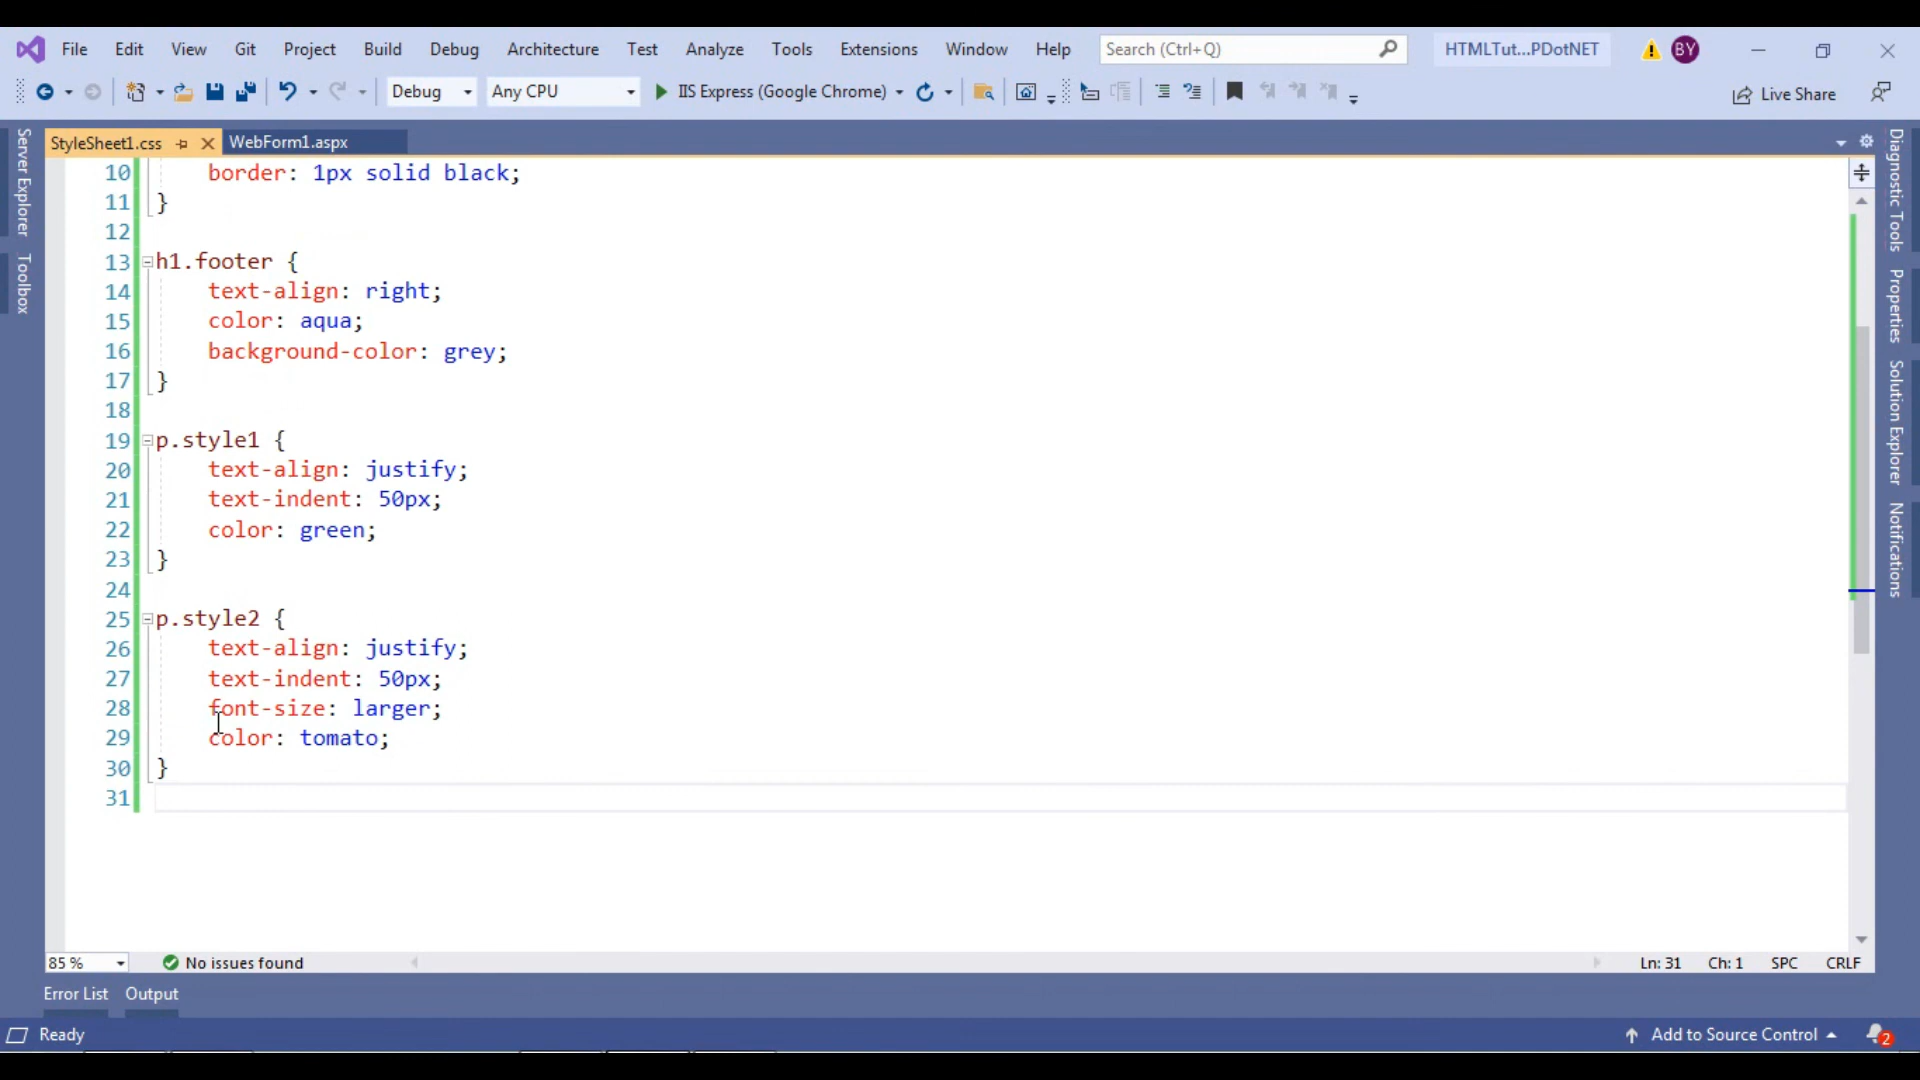 File Edit View Git Project Build Debug Architecture Test Analyze Tools Extensions Window Help Search (Ctrl+Q) HTMLTut...PDotNET BY
Debug Any CPU IIS Express (Google Chrome) Live Share
StyleSheet1.css WebForm1.aspx
Server Explorer
Toolbox
10 border: 1px solid black;
11 }
12
13 h1.footer {
14 text-align: right;
15 color: aqua;
16 background-color: grey;
17 }
18
19 p.style1 {
20 text-align: justify;
21 text-indent: 50px;
22 color: green;
23 }
24
25 p.style2 {
26 text-align: justify;
27 text-indent: 50px;
28 font-size: larger;
29 color: tomato;
30 }
31
Diagnostic Tools
Properties
Solution Explorer
Notifications
85 % No issues found Ln: 31 Ch: 1 SPC CRLF
Error List Output
Ready Add to Source Control 2